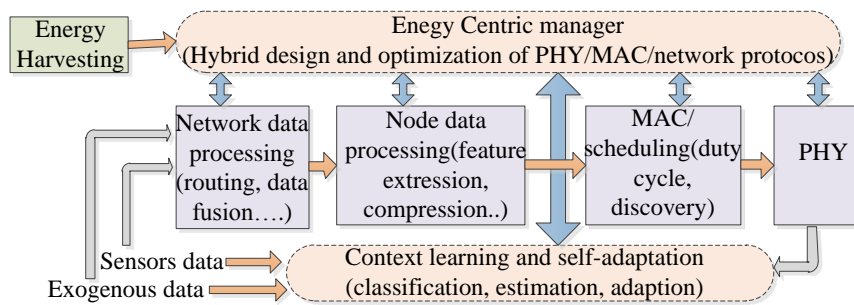 Energy
Harvesting
Enegy Centric manager
(Hybrid design and optimization of PHY/MAC/network protocos)
Network data
processing
(routing, data
fusion….)
Node data
processing(feature
extression,
compression..)
MAC/
scheduling(duty
cycle,
discovery)
PHY
Sensors data
Exogenous data
Context learning and self-adaptation
(classification, estimation, adaption)